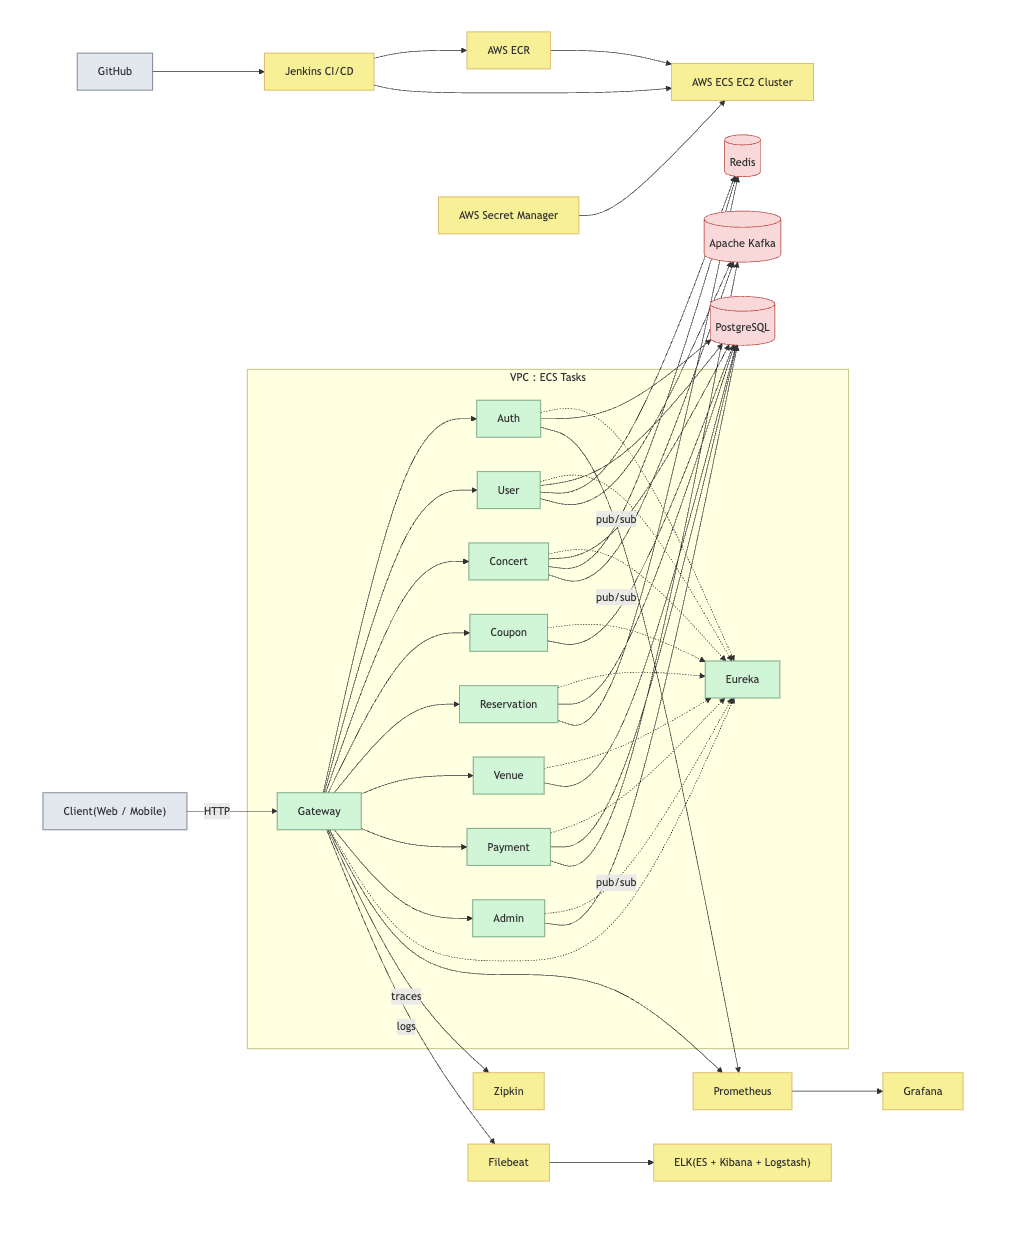 GitHub
Jenkins CI/CD
AWS ECR
AWS ECS EC2 Cluster
AWS Secret Manager
Redis
Apache Kafka
PostgreSQL
VPC : ECS Tasks
Auth
User
pub/sub
Concert
pub/sub
Coupon
Eureka
Reservation
Venue
Client(Web / Mobile)
HTTP
Gateway
Payment
pub/sub
Admin
traces
logs
Zipkin
Prometheus
Grafana
Filebeat
ELK(ES + Kibana + Logstash)